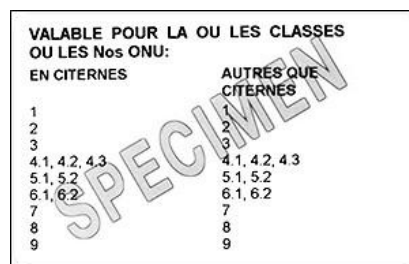 VALABLE POUR LA OU LES CLASSES
OU LES Nos ONU:
EN CITERNES
1
2
3
4.1, 4.2, 4.3
5.1, 5.2
6.1, 6.2
7
8
9
AUTRES QUE
CITERNES
1
2
3
4.1, 4.2, 4.3
5.1, 5.2
6.1, 6.2
7
8
9
SPECIMEN